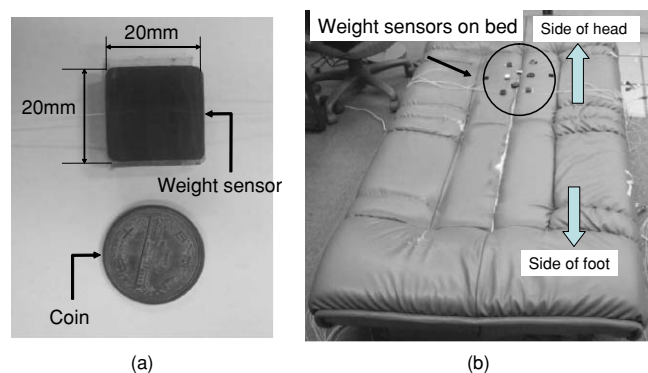 20mm
20mm
Weight sensor
Coin
(a)
Weight sensors on bed
Side of head
Side of foot
(b)